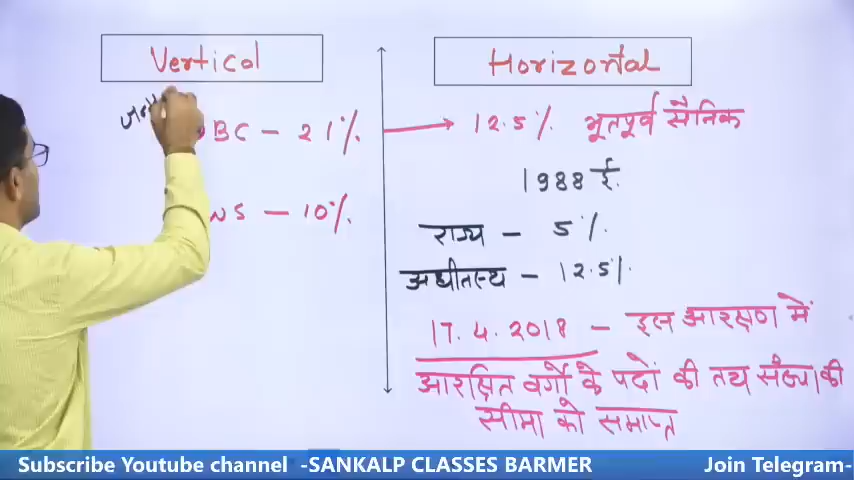 Vertical
Horizontal
BC - 21%
12.5% भूतपूर्व सैनिक
1988 ई.
WS - 10%
राज्य - 5%.
अधीनस्थ - 12.5%.
17.4.2018 - इस आरक्षण में
आरक्षित वर्गों के पदों की तय संख्या की
सीमा को समाप्त
Subscribe Youtube channel -SANKALP CLASSES BARMER
Join Telegram-